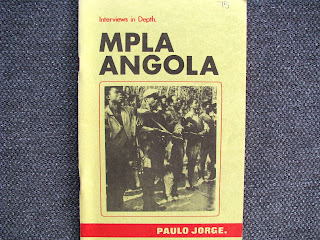 Interviews in Depth.
MPLA
ANGOLA
PAULO JORGE.